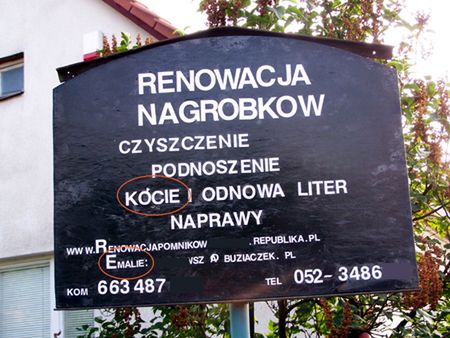 RENOWACJA
NAGROBKOW
CZYSZCZENIE
PODNOSZENIE
KOCIE I ODNOWA LITER
NAPRAWY
WWW.RENOWACJAPOMNIKOW .REPUBLIKA.PL
EMALIE: WSZ @ BUZIACZEK.PL
KOM 663 487 TEL 052-3486